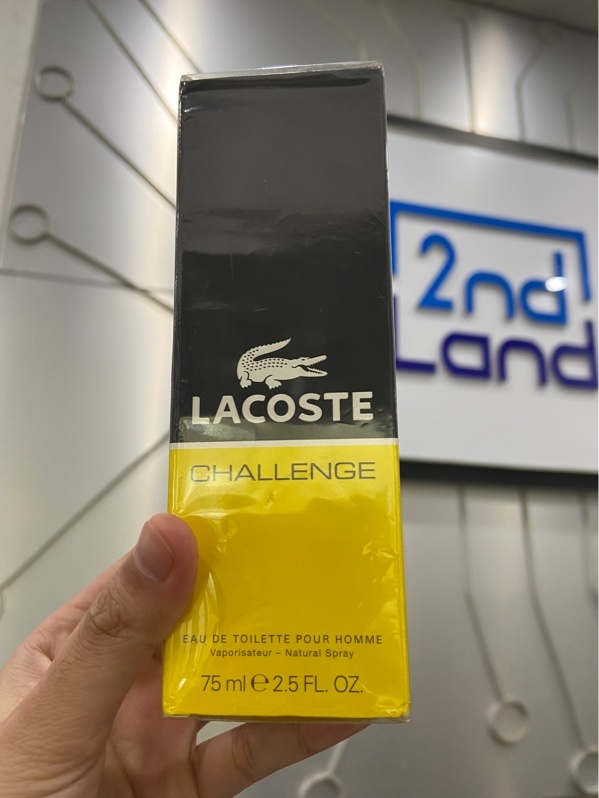 2nd
Land
LACOSTE
CHALLENGE
EAU DE TOILETTE POUR HOMME
Vaporisateur – Natural Spray
75 ml ℮ 2.5 FL. OZ.